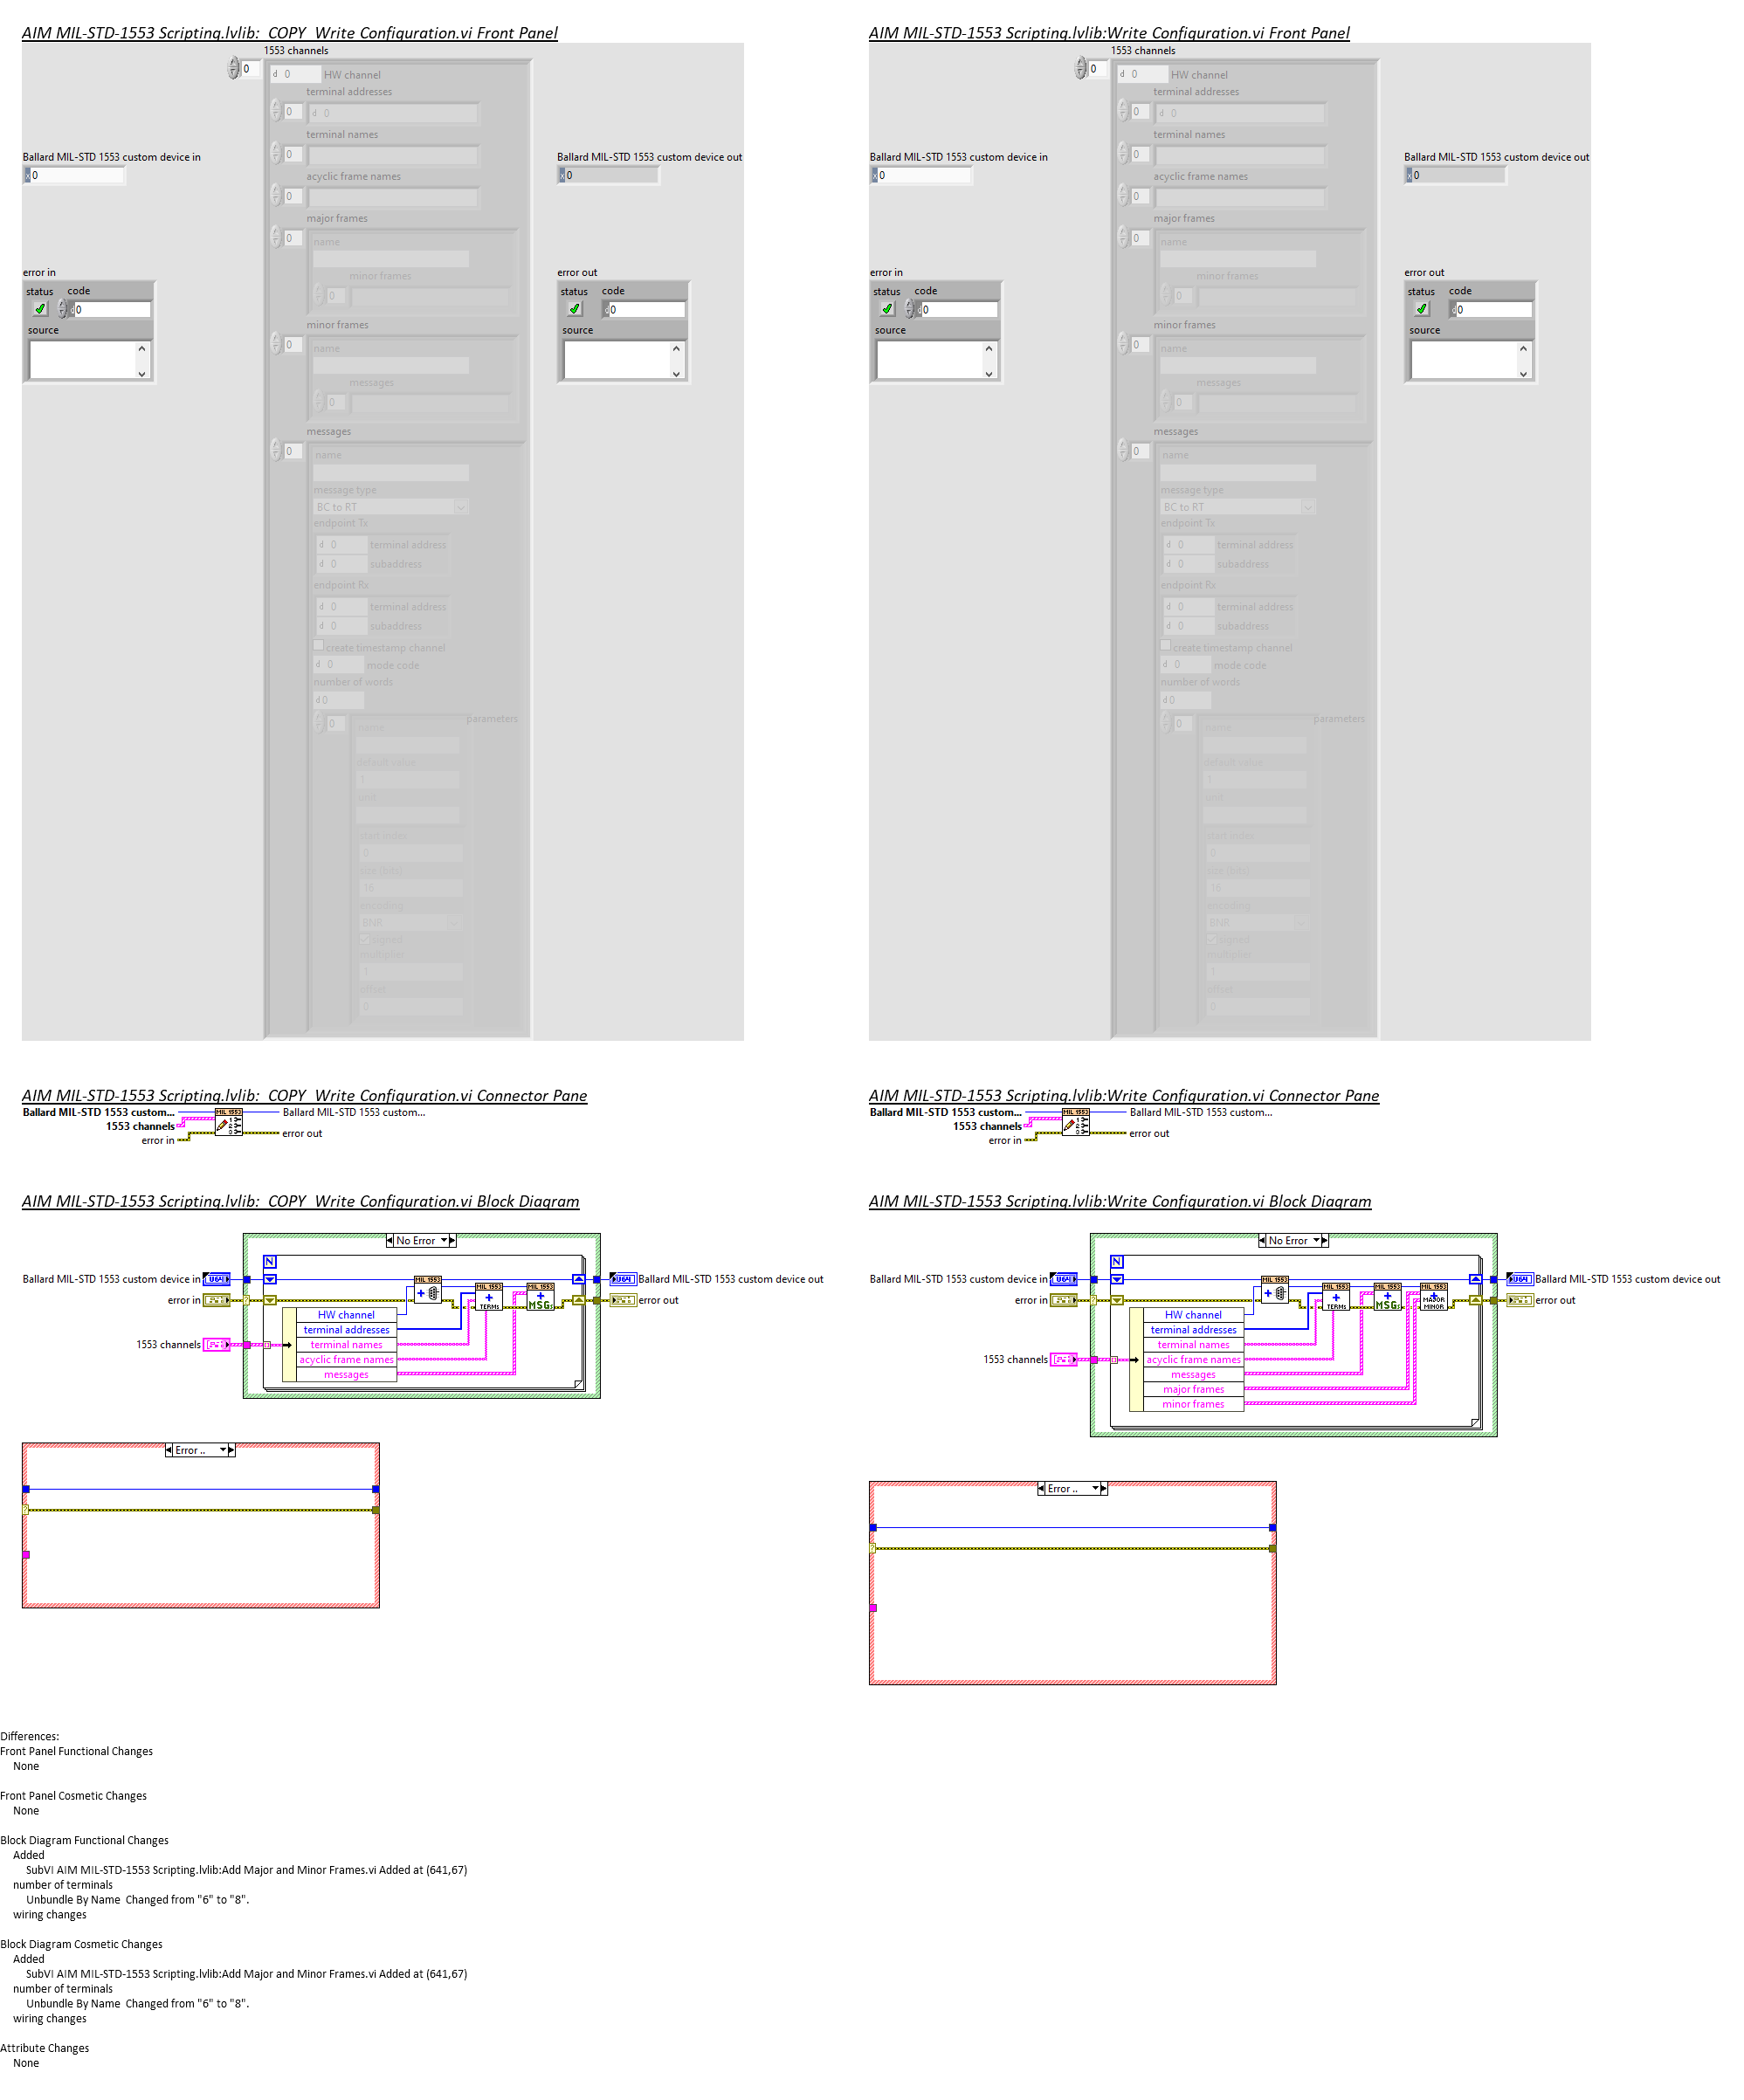 AIM MIL-STD-1553 Scripting.lvlib:  COPY  Write Configuration.vi Front Panel
1553 channels
0
d 0 HW channel
terminal addresses
0 d 0
terminal names
0
acyclic frame names
0
major frames
0 name
minor frames
0
minor frames
0 name
messages
0
messages
0 name
message type
BC to RT
endpoint Tx
d 0 terminal address
d 0 subaddress
endpoint Rx
d 0 terminal address
d 0 subaddress
create timestamp channel
d 0 mode code
number of words
d 0
0 parameters
name
default value
1
unit
start index
0
size (bits)
16
encoding
BNR
signed
multiplier
1
offset
0
Ballard MIL-STD 1553 custom device in
x 0
error in
status code
d 0
source
Ballard MIL-STD 1553 custom device out
x 0
error out
status code
d 0
source
AIM MIL-STD-1553 Scripting.lvlib:Write Configuration.vi Front Panel
1553 channels
0
d 0 HW channel
terminal addresses
0 d 0
terminal names
0
acyclic frame names
0
major frames
0 name
minor frames
0
minor frames
0 name
messages
0
messages
0 name
message type
BC to RT
endpoint Tx
d 0 terminal address
d 0 subaddress
endpoint Rx
d 0 terminal address
d 0 subaddress
create timestamp channel
d 0 mode code
number of words
d 0
0 parameters
name
default value
1
unit
start index
0
size (bits)
16
encoding
BNR
signed
multiplier
1
offset
0
Ballard MIL-STD 1553 custom device in
x 0
error in
status code
d 0
source
Ballard MIL-STD 1553 custom device out
x 0
error out
status code
d 0
source
AIM MIL-STD-1553 Scripting.lvlib:  COPY  Write Configuration.vi Connector Pane
Ballard MIL-STD 1553 custom... MIL 1553 Ballard MIL-STD 1553 custom...
1553 channels
error in error out
AIM MIL-STD-1553 Scripting.lvlib:Write Configuration.vi Connector Pane
Ballard MIL-STD 1553 custom... MIL 1553 Ballard MIL-STD 1553 custom...
1553 channels
error in error out
AIM MIL-STD-1553 Scripting.lvlib:  COPY  Write Configuration.vi Block Diagram
No Error
N
Ballard MIL-STD 1553 custom device in U64 MIL 1553 MIL 1553 TERMS MIL 1553 MSG U64 Ballard MIL-STD 1553 custom device out
error in error out
HW channel
terminal addresses
1553 channels terminal names
acyclic frame names
messages
Error ..
AIM MIL-STD-1553 Scripting.lvlib:Write Configuration.vi Block Diagram
No Error
N
Ballard MIL-STD 1553 custom device in U64 MIL 1553 MIL 1553 TERMS MIL 1553 MSG MIL 1553 MAJOR MINOR U64 Ballard MIL-STD 1553 custom device out
error in error out
HW channel
terminal addresses
terminal names
1553 channels acyclic frame names
messages
major frames
minor frames
Error ..
Differences:
Front Panel Functional Changes
None
Front Panel Cosmetic Changes
None
Block Diagram Functional Changes
Added
SubVI AIM MIL-STD-1553 Scripting.lvlib:Add Major and Minor Frames.vi Added at (641,67)
number of terminals
Unbundle By Name  Changed from "6" to "8".
wiring changes
Block Diagram Cosmetic Changes
Added
SubVI AIM MIL-STD-1553 Scripting.lvlib:Add Major and Minor Frames.vi Added at (641,67)
number of terminals
Unbundle By Name  Changed from "6" to "8".
wiring changes
Attribute Changes
None